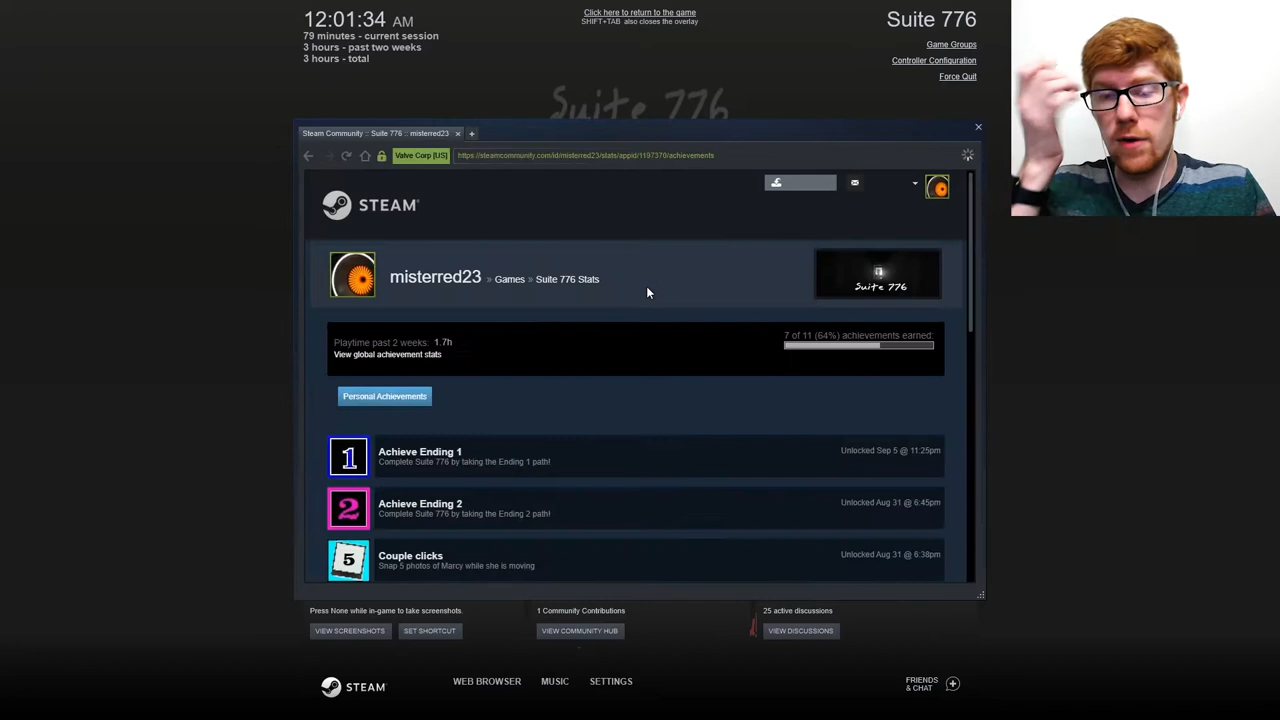 12:01:34 AM
79 minutes - current session
3 hours - past two weeks
3 hours - total
Click here to return to the game
SHIFT+TAB also closes the overlay
Suite 776
Game Groups
Controller Configuration
Force Quit
Suite 776
Steam Community :: Suite 776 :: misterred23 × +
Valve Corp [US] https://steamcommunity.com/id/misterred23/stats/appid/1197370/achievements
STEAM®
misterred23 » Games » Suite 776 Stats
Suite 776
Playtime past 2 weeks: 1.7h
View global achievement stats
7 of 11 (64%) achievements earned:
Personal Achievements
1
Achieve Ending 1
Complete Suite 776 by taking the Ending 1 path!
Unlocked Sep 5 @ 11:25pm
2
Achieve Ending 2
Complete Suite 776 by taking the Ending 2 path!
Unlocked Aug 31 @ 6:45pm
5
Couple clicks
Snap 5 photos of Marcy while she is moving
Unlocked Aug 31 @ 6:38pm
Press None while in-game to take screenshots.
VIEW SCREENSHOTS SET SHORTCUT
1 Community Contributions
VIEW COMMUNITY HUB
25 active discussions
VIEW DISCUSSIONS
STEAM
WEB BROWSER MUSIC SETTINGS
FRIENDS
& CHAT